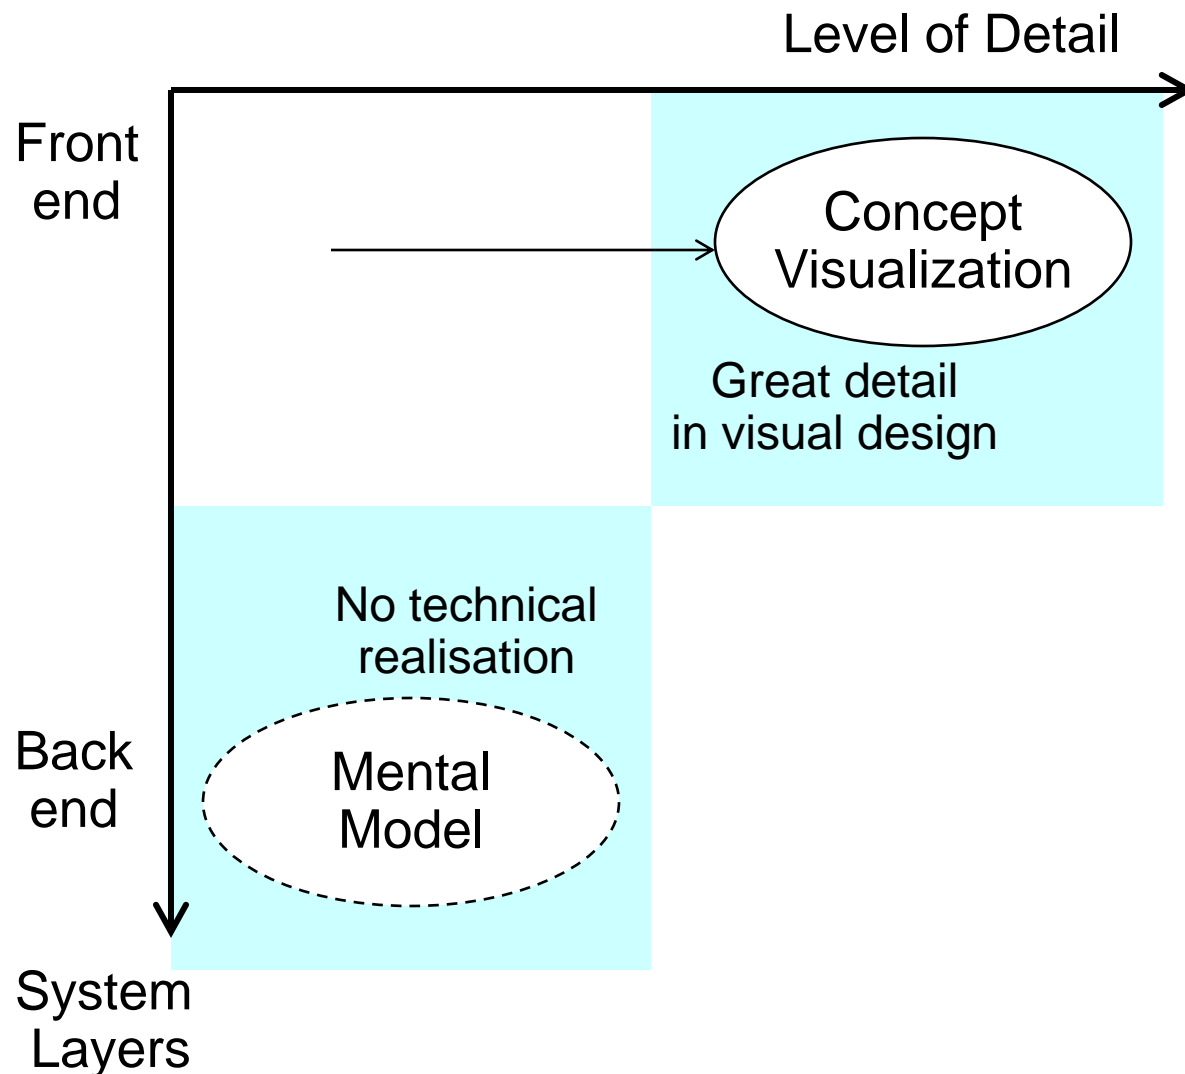 Level of Detail
Front
end
Concept
Visualization
Great detail
in visual design
No technical
realisation
Back
end
Mental
Model
System
Layers